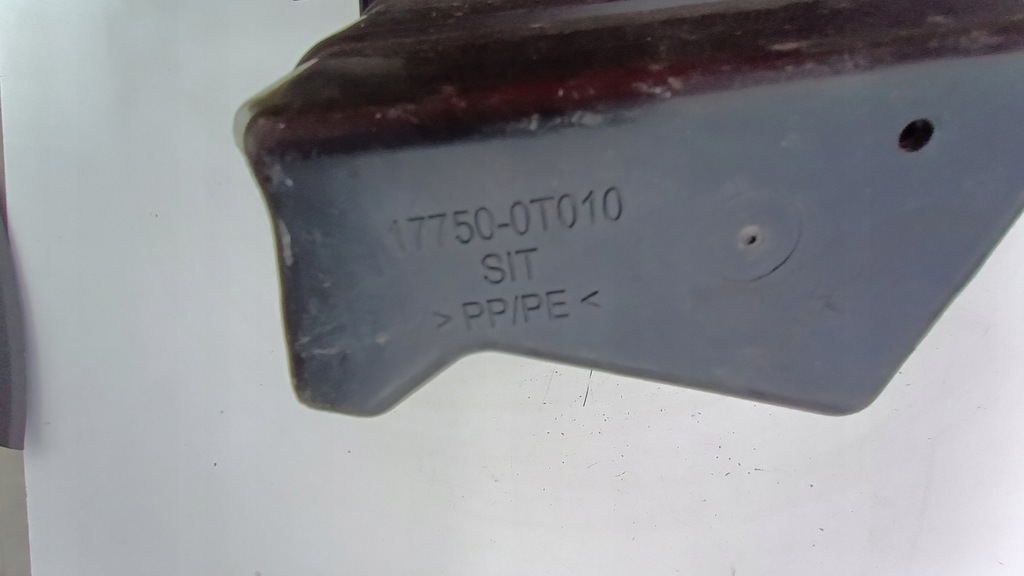 17750-0T010
SIT
> PP/PE <